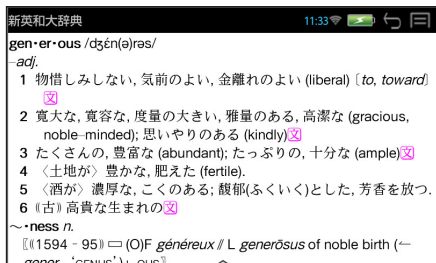 新英和大辞典 11:33
gen・er・ous /dʒɛ́n(ə)rəs/
–adj.
1 物惜しみしない, 気前のよい, 金離れのよい (liberal) 〔to, toward〕
文
2 寛大な, 寛容な, 度量の大きい, 雅量のある, 高潔な (gracious,
noble–minded); 思いやりのある (kindly)文
3 たくさんの, 豊富な (abundant); たっぷりの, 十分な (ample)文
4 〈土地が〉豊かな, 肥えた (fertile).
5 〈酒が〉濃厚な, こくのある; 馥郁(ふくいく)とした, 芳香を放つ.
6 《古》高貴な生まれの文
～・ness n.
〖《1594‐95》▭ (O)F généreux // L generōsus of noble birth (←
gener-, 'GENUS')+-OUS〗